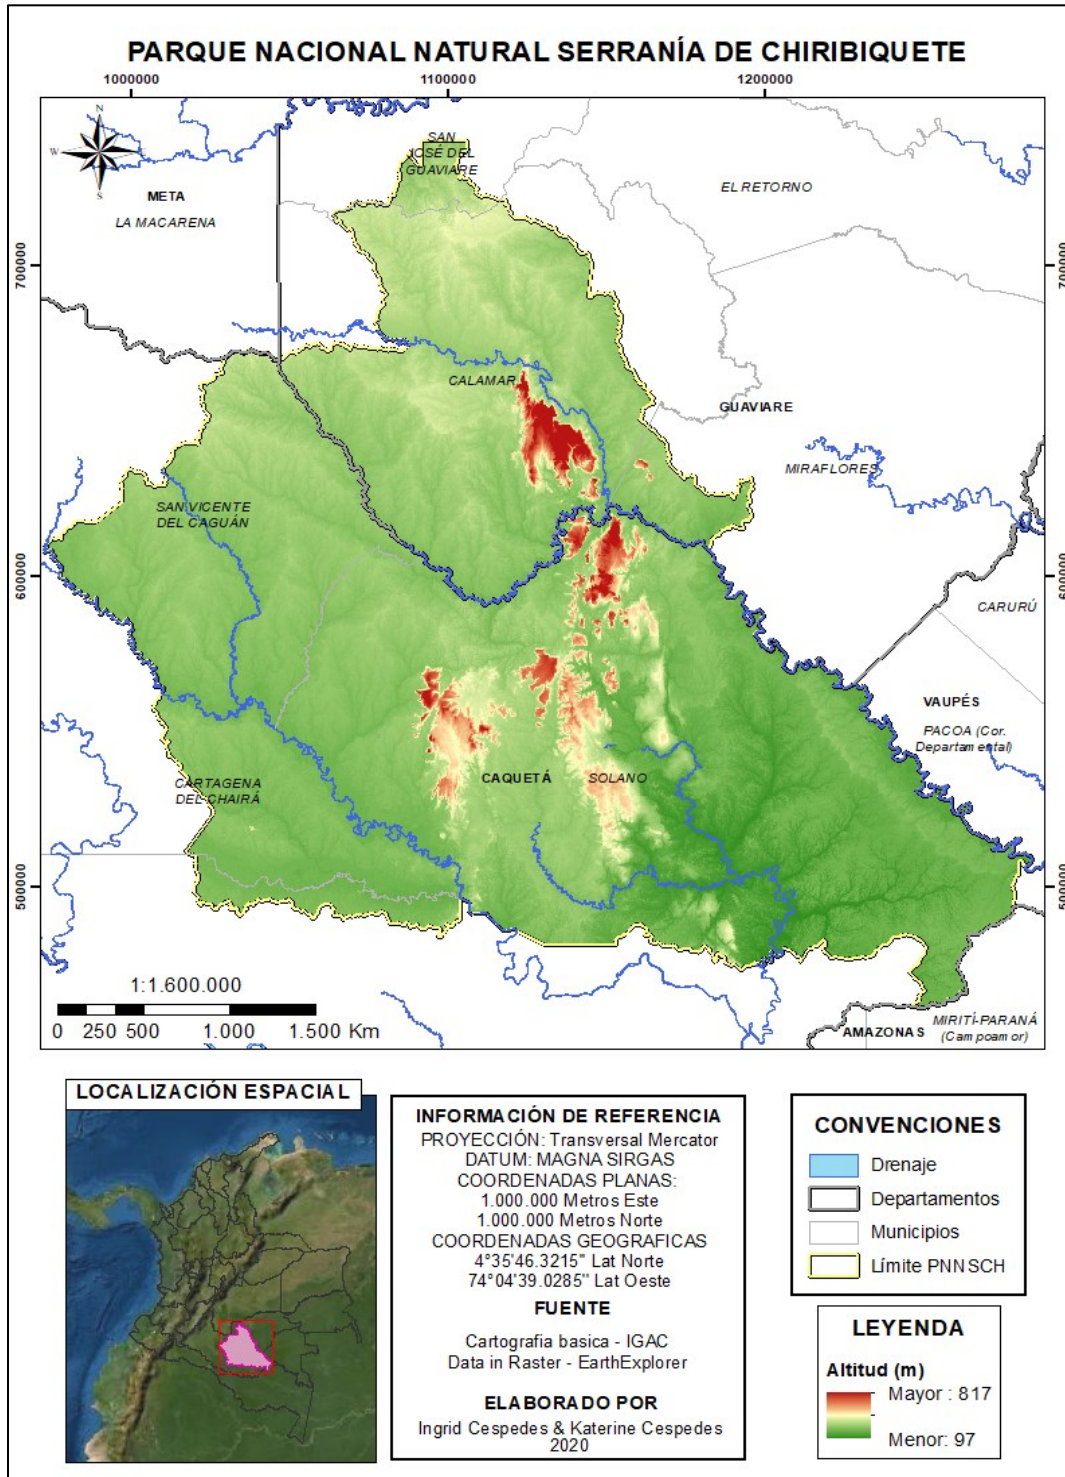 PARQUE NACIONAL NATURAL SERRANÍA DE CHIRIBIQUETE
1000000
1100000
1200000
N
W
E
S
META
LA MACARENA
SAN
JOSÉ DEL
GUAVIARE
EL RETORNO
700000
700000
CALAMAR
GUAVIARE
MIRAFLORES
SAN VICENTE
DEL CAGUÁN
600000
600000
CARURÚ
VAUPÉS
PACOA (Cor.
Departamental)
CARTAGENA
DEL CHAIRÁ
CAQUETÁ
SOLANO
500000
500000
1:1.600.000
0 250 500 1.000 1.500 Km
AMAZONAS
MIRITÍ-PARANÁ
(Campoamor)
LOCALIZACIÓN ESPACIAL
INFORMACIÓN DE REFERENCIA
PROYECCIÓN: Transversal Mercator
DATUM: MAGNA SIRGAS
COORDENADAS PLANAS:
1.000.000 Metros Este
1.000.000 Metros Norte
COORDENADAS GEOGRAFICAS
4°35'46.3215" Lat Norte
74°04'39.0285" Lat Oeste
FUENTE
Cartografia basica - IGAC
Data in Raster - EarthExplorer
ELABORADO POR
Ingrid Cespedes & Katerine Cespedes
2020
CONVENCIONES
Drenaje
Departamentos
Municipios
Límite PNN SCH
LEYENDA
Altitud (m)
Mayor : 817
Menor: 97